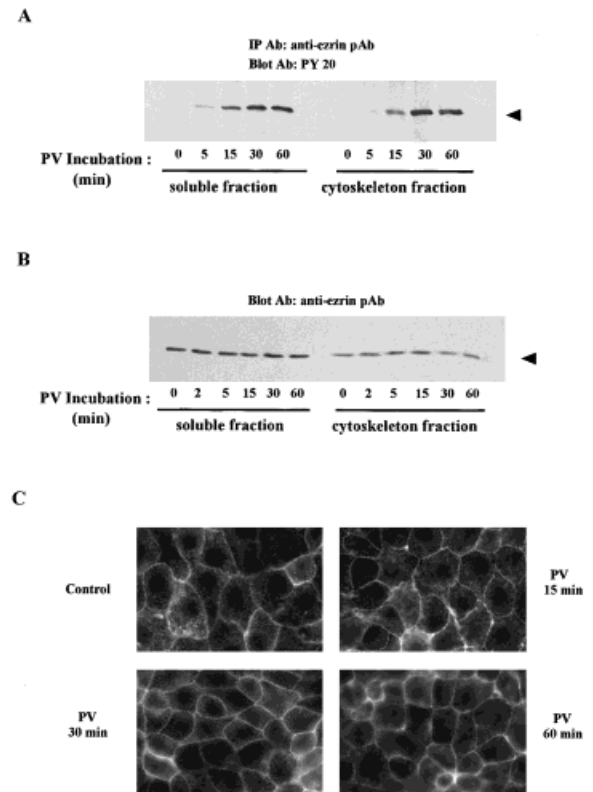 A
IP Ab: anti-ezrin pAb
Blot Ab: PY 20
0 5 15 30 60 0 5 15 30 60
PV Incubation :
(min)
soluble fraction cytoskeleton fraction
B
Blot Ab: anti-ezrin pAb
0 2 5 15 30 60 0 2 5 15 30 60
PV Incubation :
(min)
soluble fraction cytoskeleton fraction
C
Control
PV
15 min
PV
30 min
PV
60 min